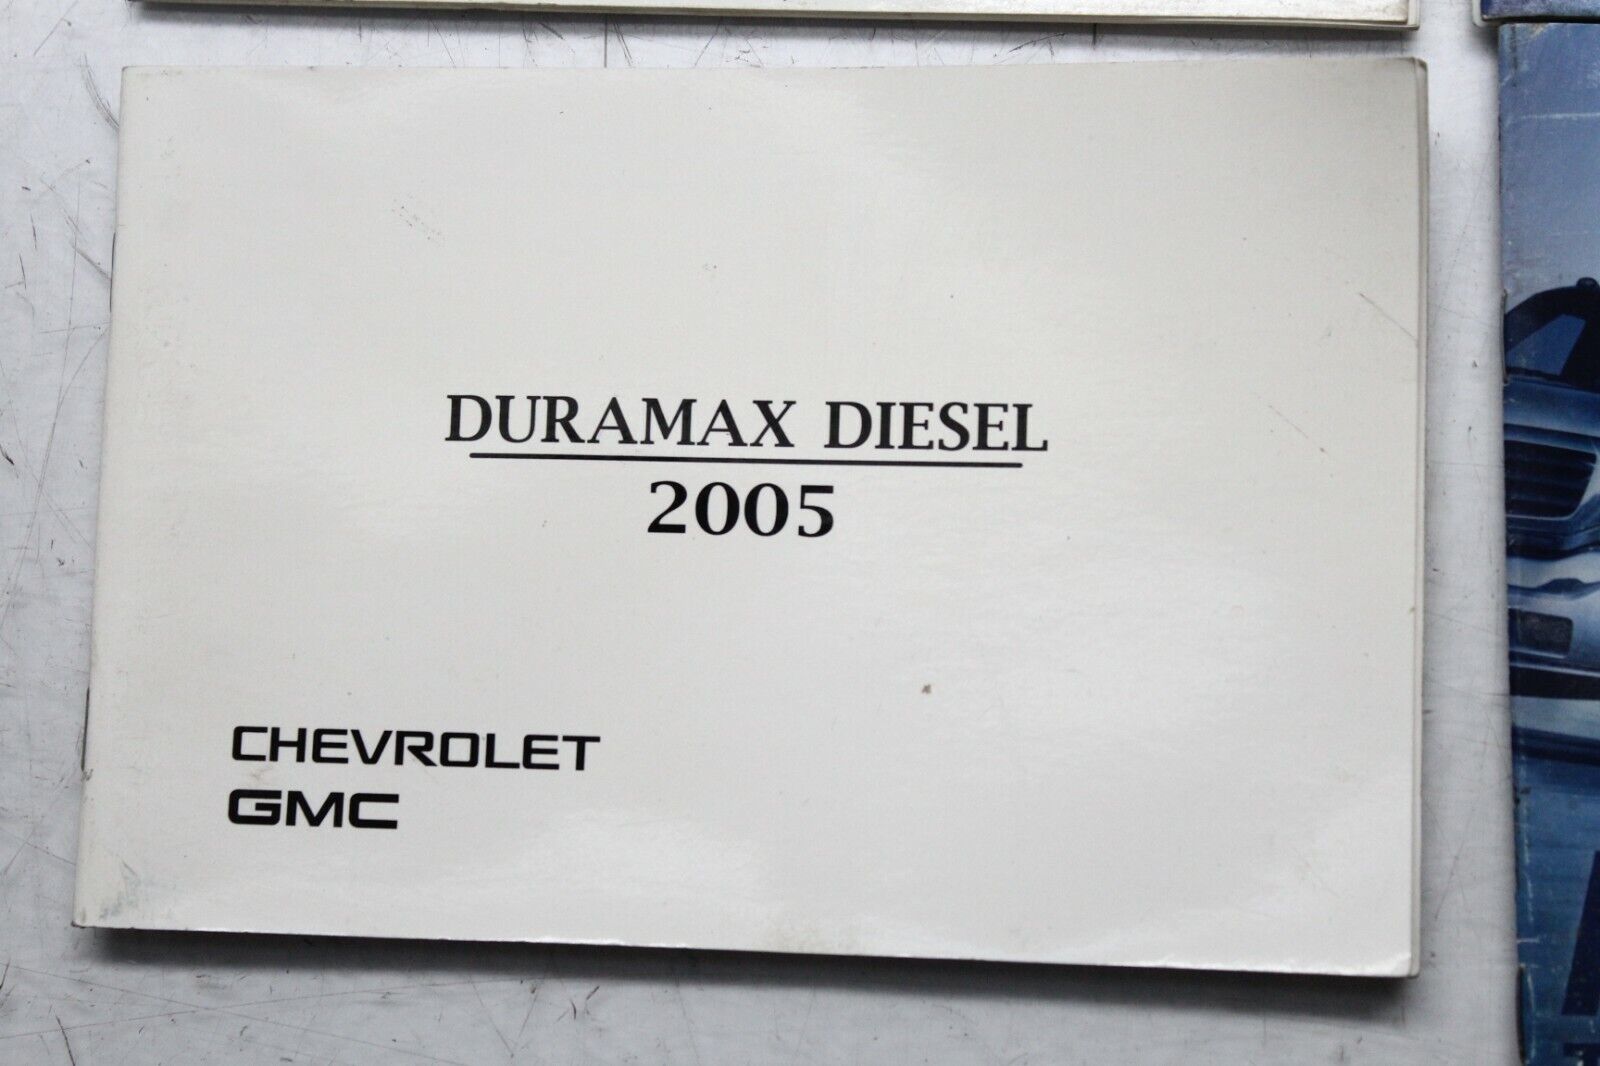 DURAMAX DIESEL
2005
CHEVROLET
GMC